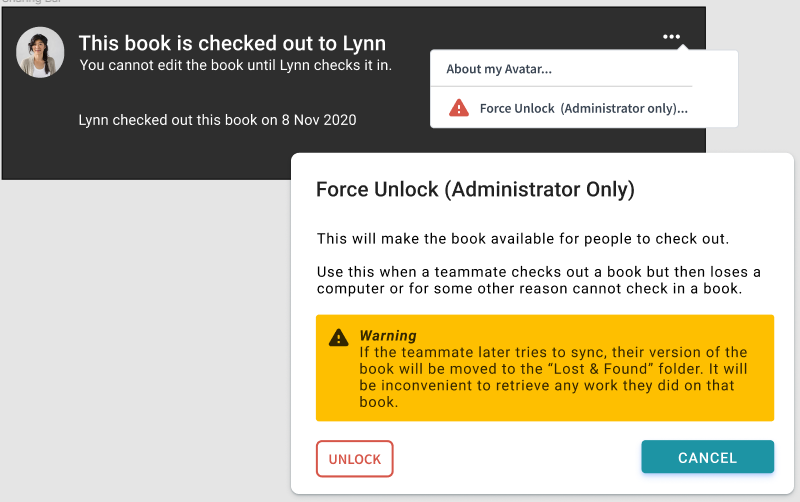 This book is checked out to Lynn
You cannot edit the book until Lynn checks it in.
Lynn checked out this book on 8 Nov 2020
About my Avatar...
Force Unlock (Administrator only)...
Force Unlock (Administrator Only)
This will make the book available for people to check out.
Use this when a teammate checks out a book but then loses a
computer or for some other reason cannot check in a book.
Warning
If the teammate later tries to sync, their version of the
book will be moved to the “Lost & Found” folder. It will
be inconvenient to retrieve any work they did on that
book.
UNLOCK
CANCEL